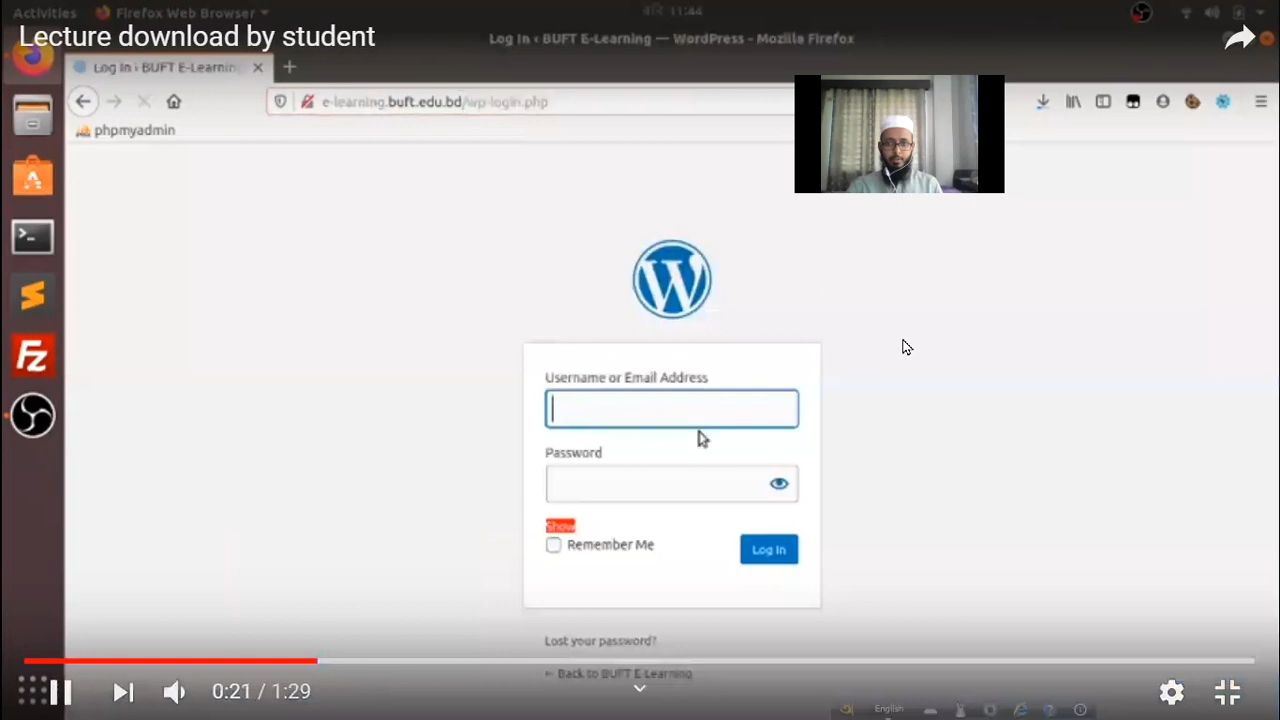 Activities
Firefox Web Browser
11:44
Lecture download by student
Log In ‹ BUFT E-Learning — WordPress - Mozilla Firefox
Log In ‹ BUFT E-Learning
e-learning.buft.edu.bd/wp-login.php
phpmyadmin
Username or Email Address
Password
Show
Remember Me
Log In
Lost your password?
← Back to BUFT E Learning
0:21 / 1:29
English